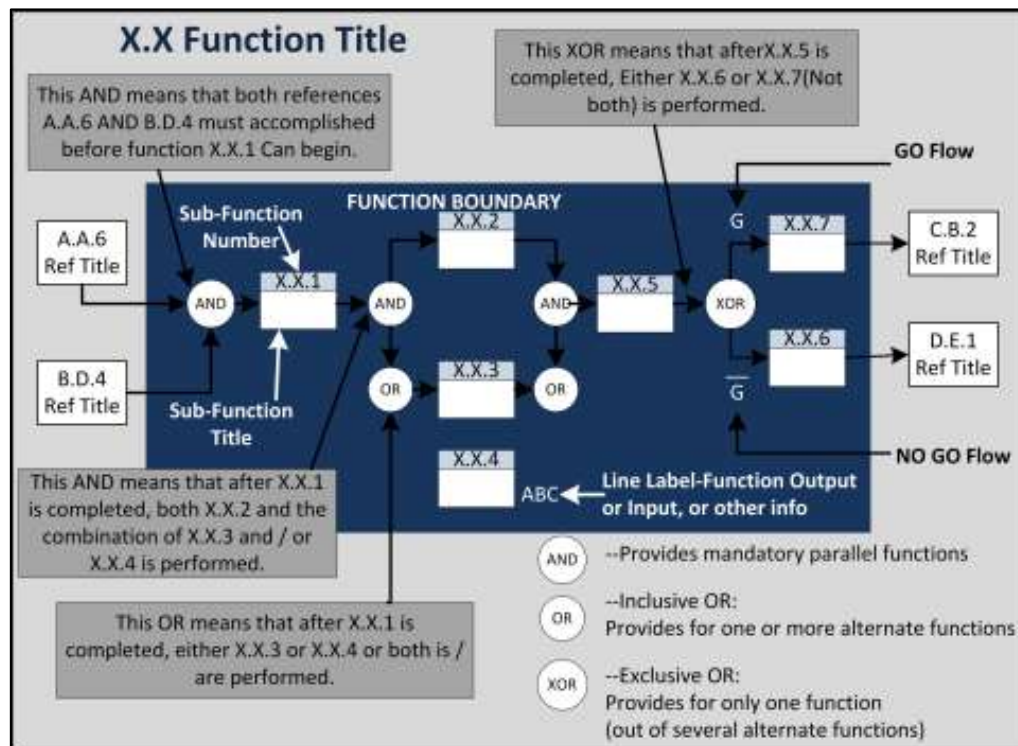 X.X Function Title
This AND means that both references
A.A.6 AND B.D.4 must accomplished
before function X.X.1 Can begin.
This XOR means that afterX.X.5 is
completed, Either X.X.6 or X.X.7(Not
both) is performed.
GO Flow
FUNCTION BOUNDARY
Sub-Function
Number
A.A.6
Ref Title
B.D.4
Ref Title
AND
X.X.1
Sub-Function
Title
AND
OR
X.X.2
X.X.3
X.X.4
ABC
AND
OR
X.X.5
XOR
G
X.X.7
X.X.6
G̅
C.B.2
Ref Title
D.E.1
Ref Title
NO GO Flow
Line Label-Function Output
or Input, or other info
This AND means that after X.X.1
is completed, both X.X.2 and the
combination of X.X.3 and / or
X.X.4 is performed.
This OR means that after X.X.1 is
completed, either X.X.3 or X.X.4 or both is /
are performed.
AND
--Provides mandatory parallel functions
OR
--Inclusive OR:
Provides for one or more alternate functions
XOR
--Exclusive OR:
Provides for only one function
(out of several alternate functions)